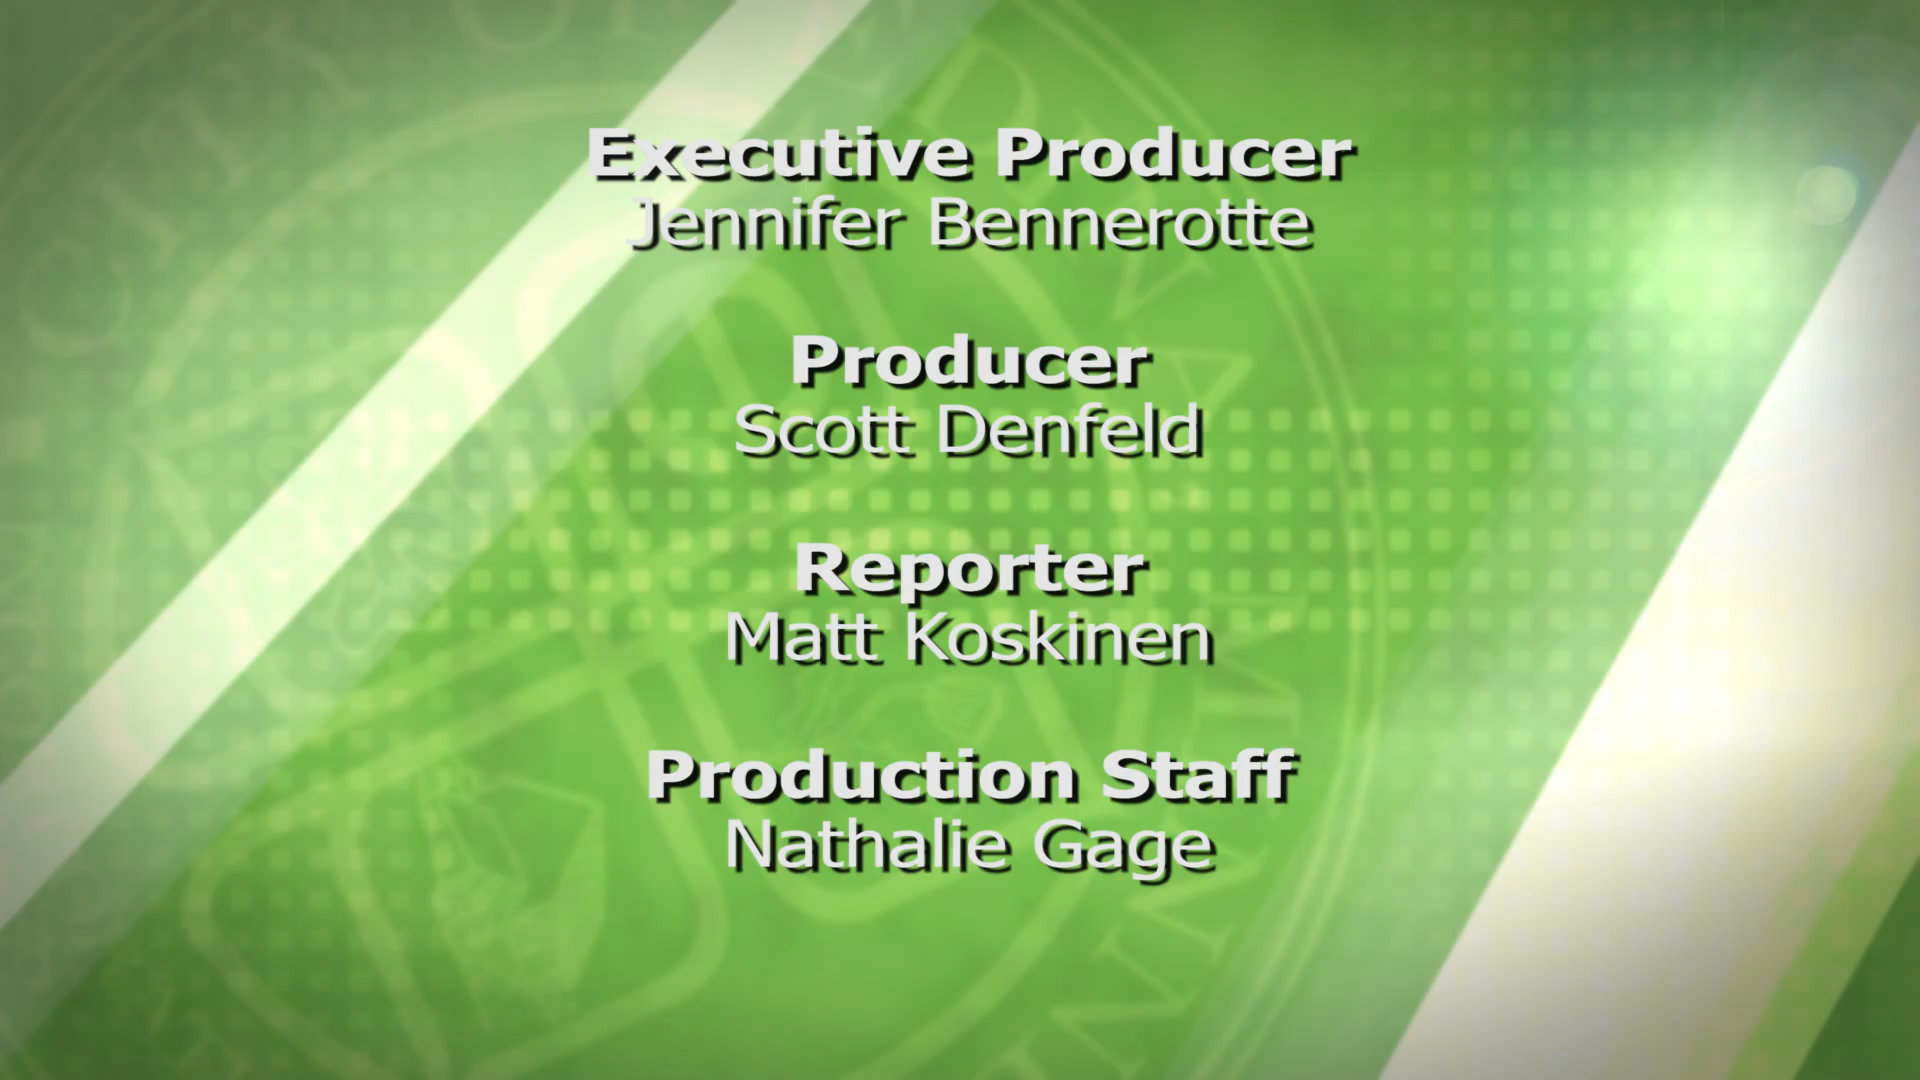 Executive Producer
Jennifer Bennerotte
Producer
Scott Denfeld
Reporter
Matt Koskinen
Production Staff
Nathalie Gage